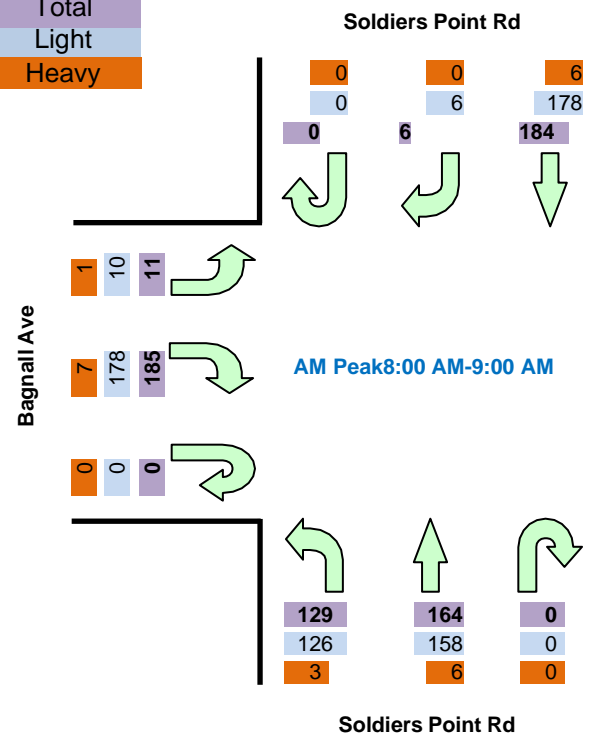 Total
Light
Heavy
Soldiers Point Rd
0 0 6
0 6 178
0 6 184
1 10 11
7 178 185
0 0 0
Bagnall Ave
AM Peak8:00 AM-9:00 AM
129 164 0
126 158 0
3 6 0
Soldiers Point Rd